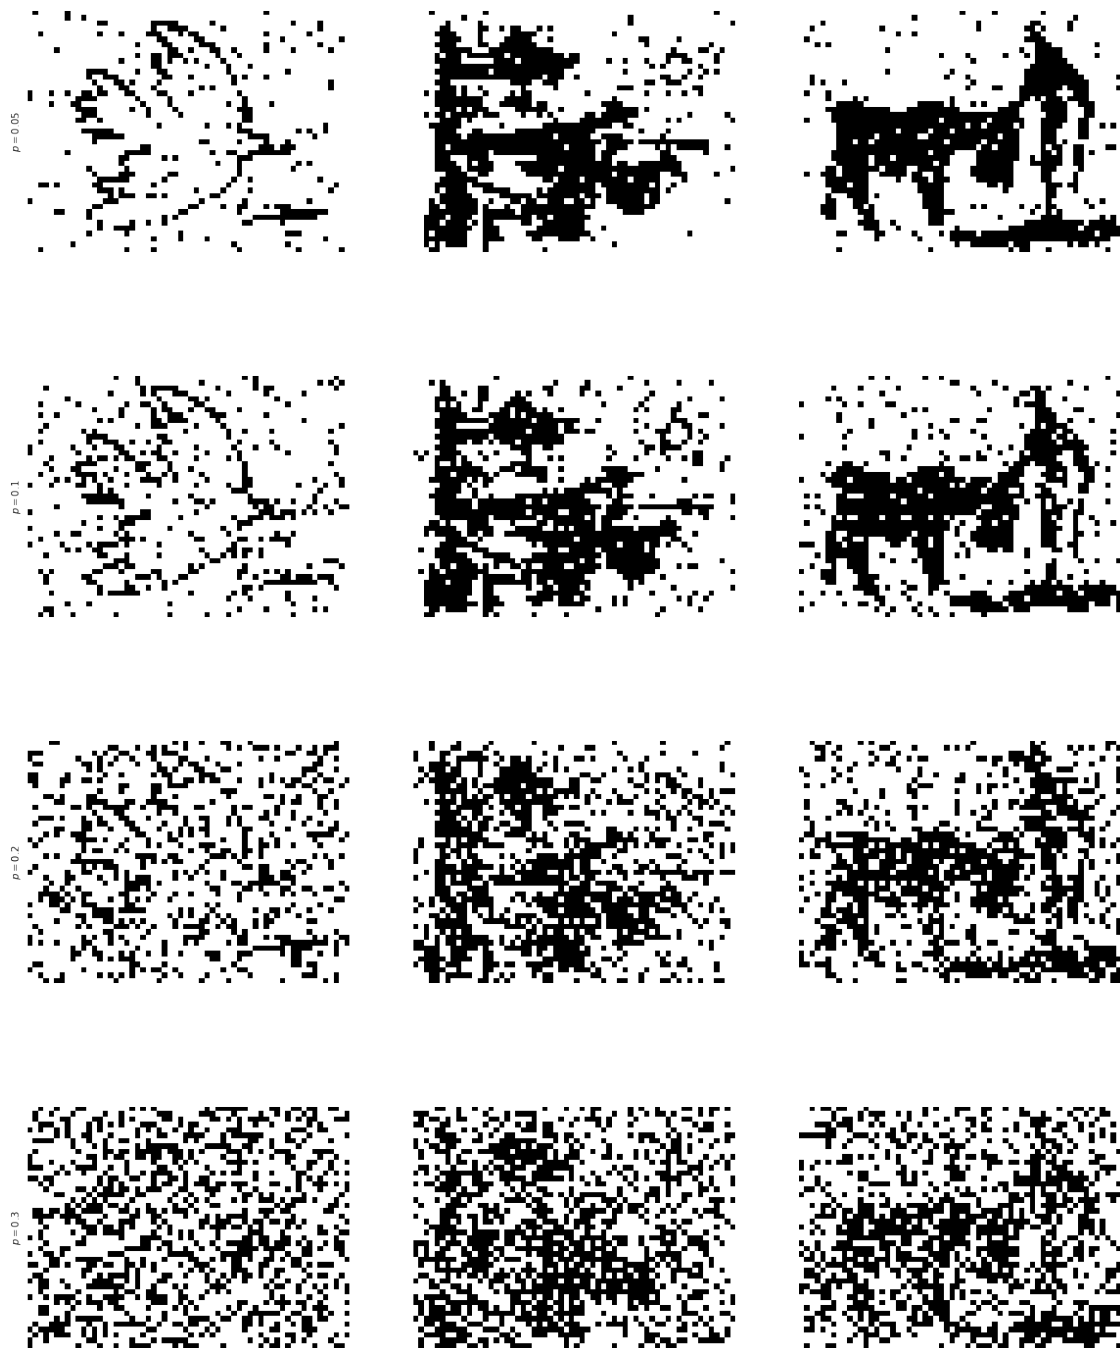 p = 0.05
p = 0.1
p = 0.2
p = 0.3